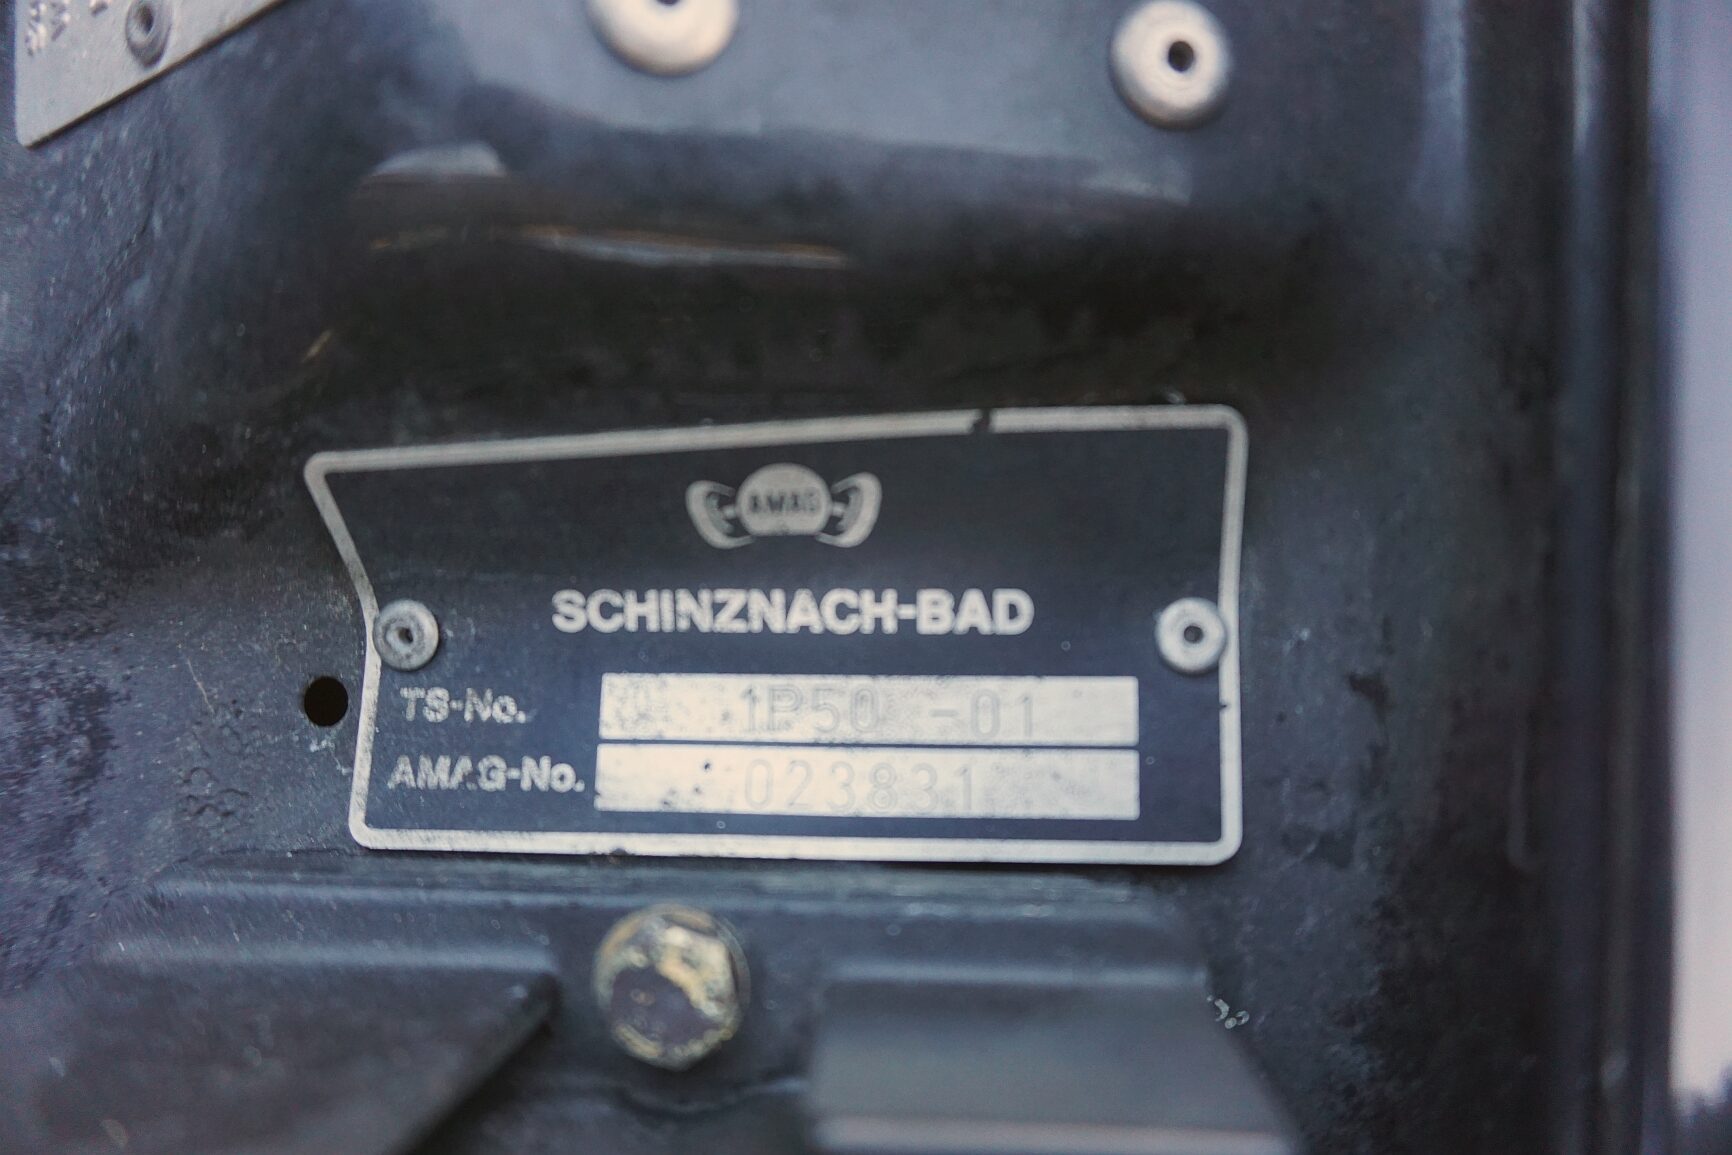 AMAG
SCHINZNACH-BAD
TS-No. 1P50 -01
AMAG-No. 023831